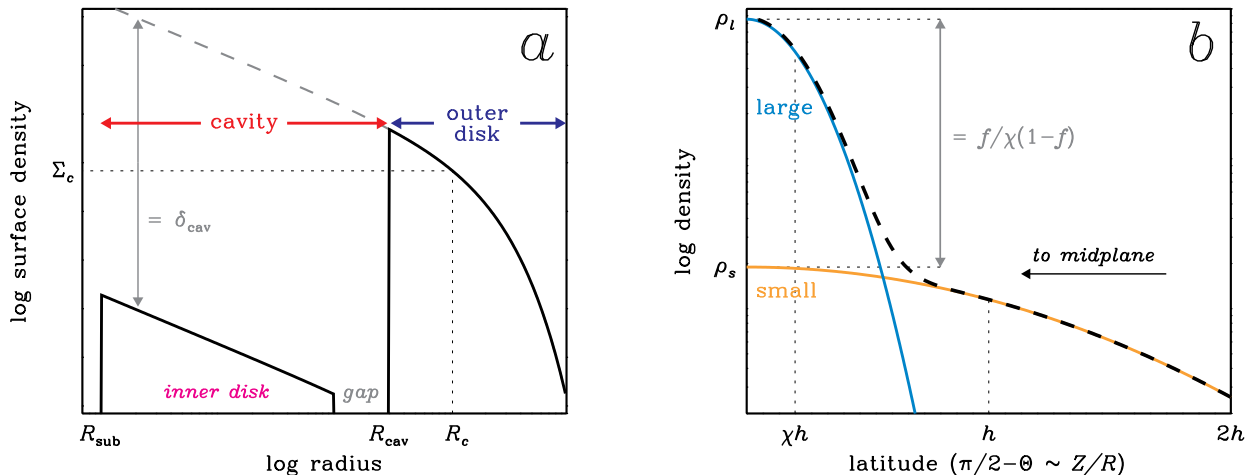 a
log surface density
Σc
cavity
outer
disk
= δcav
inner disk
gap
Rsub
Rcav
Rc
log radius
b
log density
ρl
ρs
large
small
= f/χ(1−f)
to midplane
χh
h
2h
latitude (π/2−Θ ~ Z/R)